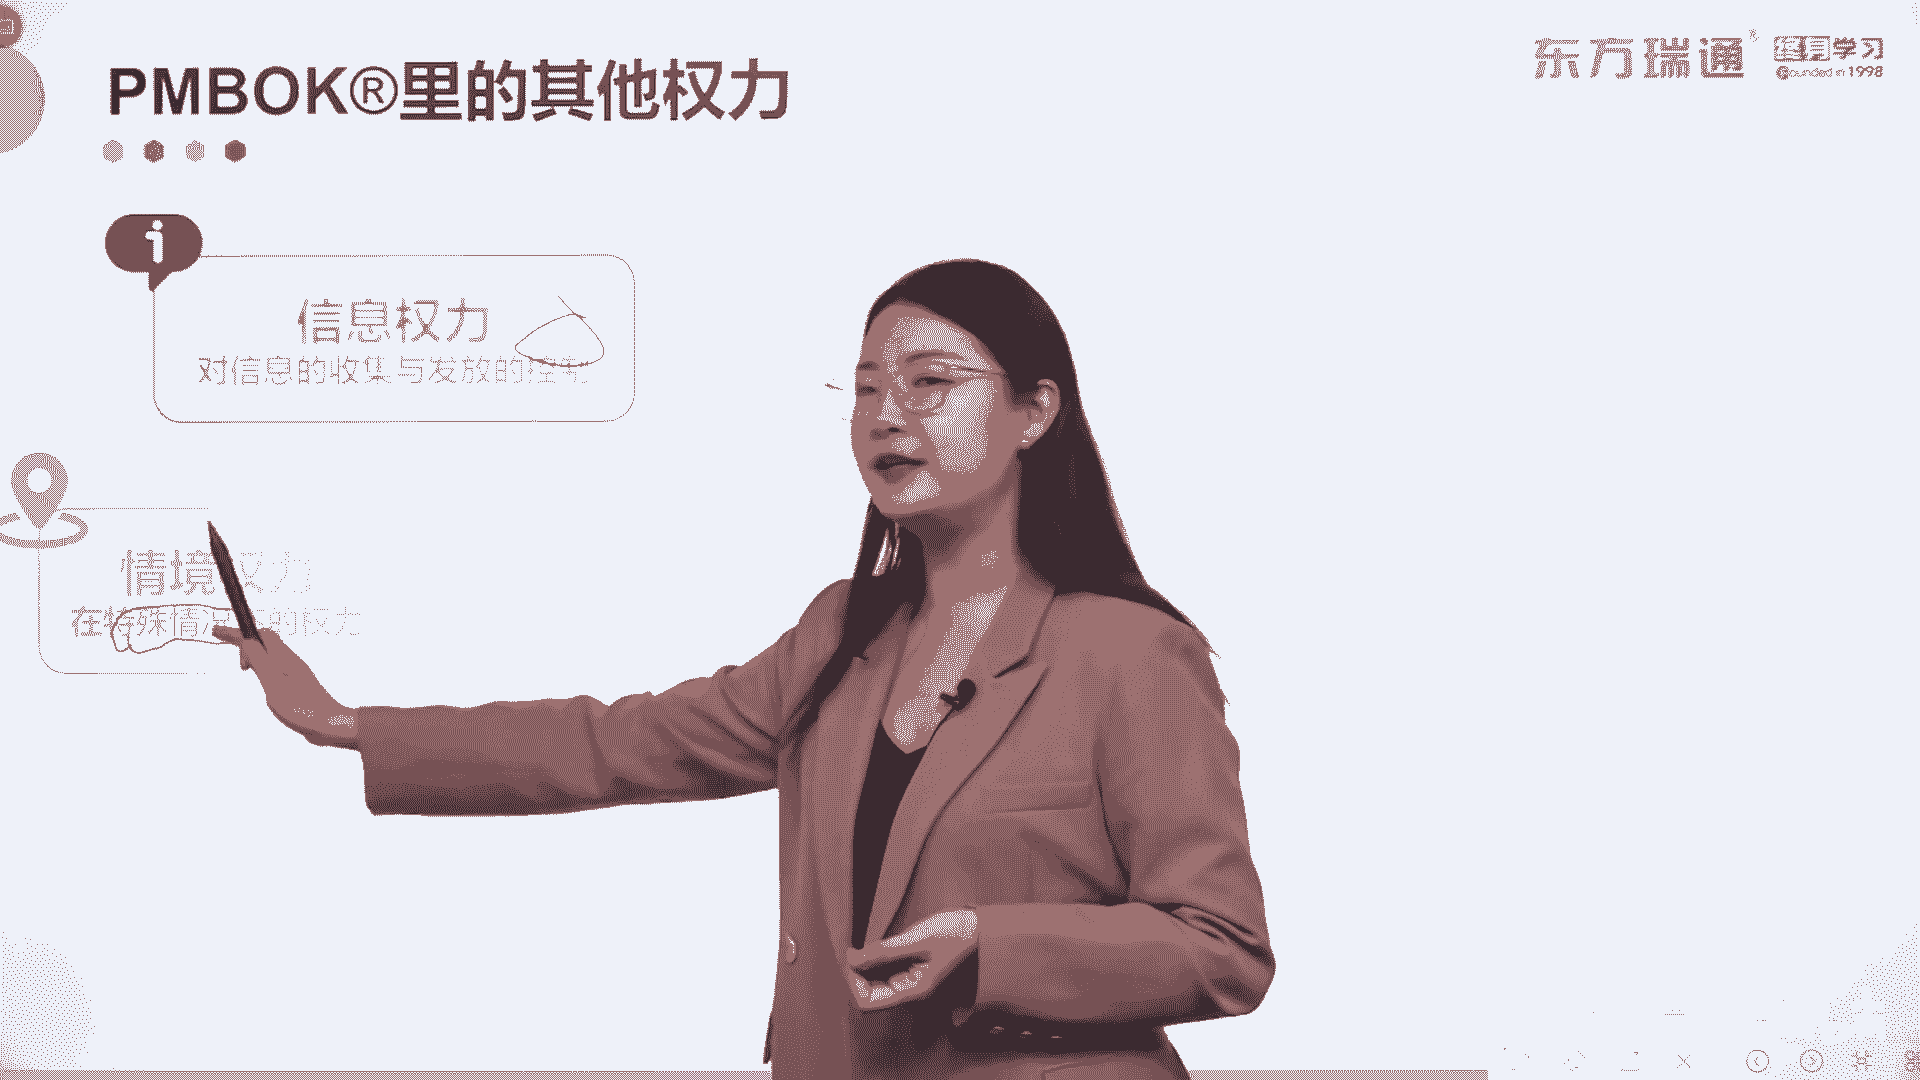 PMBOK®里的其他权力
东方瑞通®
学习
Founded in 1998
信息权力
对信息的收集与发放的控制
情境权力
在特殊情况下的权力